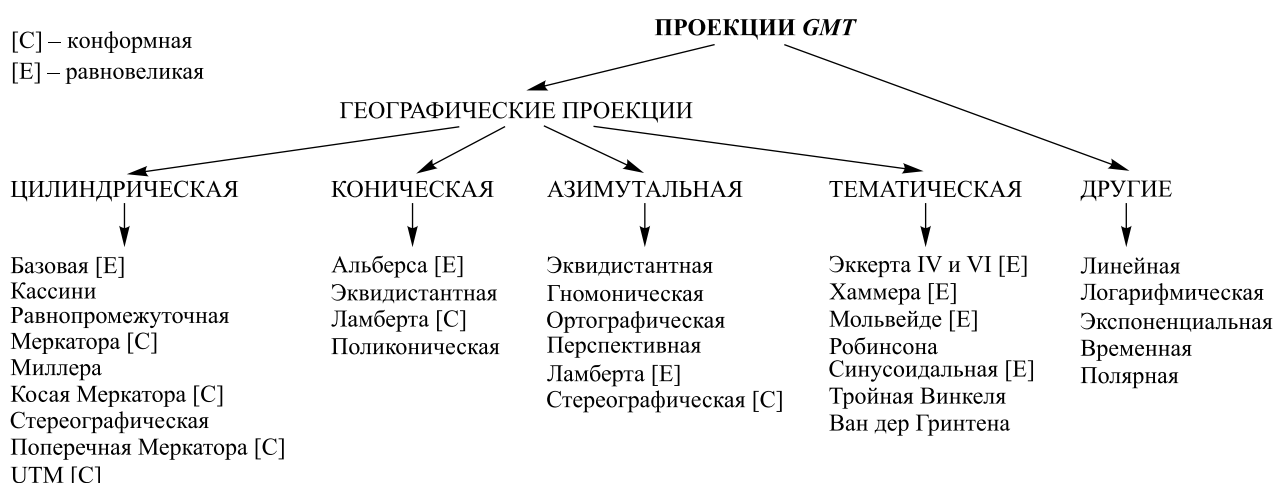 ПРОЕКЦИИ GMT
[C] – конформная
[E] – равновеликая
ГЕОГРАФИЧЕСКИЕ ПРОЕКЦИИ
ЦИЛИНДРИЧЕСКАЯ
Базовая [E]
Кассини
Равнопромежуточная
Меркатора [C]
Миллера
Косая Меркатора [C]
Стереографическая
Поперечная Меркатора [C]
UTM [C]
КОНИЧЕСКАЯ
Альберса [E]
Эквидистантная
Ламберта [C]
Поликоническая
АЗИМУТАЛЬНАЯ
Эквидистантная
Гномоническая
Ортографическая
Перспективная
Ламберта [E]
Стереографическая [C]
ТЕМАТИЧЕСКАЯ
Эккерта IV и VI [E]
Хаммера [E]
Мольвейде [E]
Робинсона
Синусоидальная [E]
Тройная Винкеля
Ван дер Гринтена
ДРУГИЕ
Линейная
Логарифмическая
Экспоненциальная
Временная
Полярная